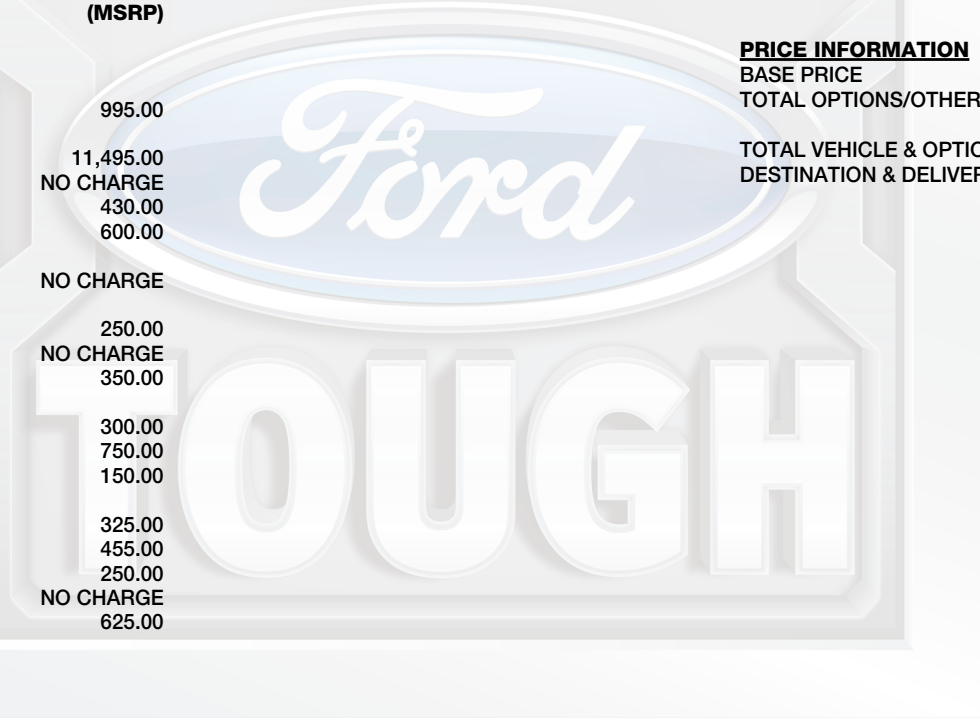 (MSRP)
995.00
11,495.00
NO CHARGE
430.00
600.00
NO CHARGE
250.00
NO CHARGE
350.00
300.00
750.00
150.00
325.00
455.00
250.00
NO CHARGE
625.00
PRICE INFORMATION
BASE PRICE
TOTAL OPTIONS/OTHER
TOTAL VEHICLE & OPTIO
DESTINATION & DELIVER
Ford
TOUGH